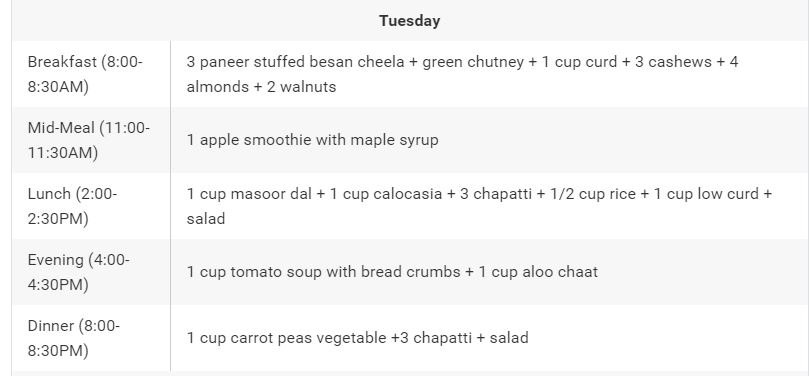 Tuesday
Breakfast (8:00-
8:30AM)
3 paneer stuffed besan cheela + green chutney + 1 cup curd + 3 cashews + 4
almonds + 2 walnuts
Mid-Meal (11:00-
11:30AM)
1 apple smoothie with maple syrup
Lunch (2:00-
2:30PM)
1 cup masoor dal + 1 cup calocasia + 3 chapatti + 1/2 cup rice + 1 cup low curd +
salad
Evening (4:00-
4:30PM)
1 cup tomato soup with bread crumbs + 1 cup aloo chaat
Dinner (8:00-
8:30PM)
1 cup carrot peas vegetable +3 chapatti + salad